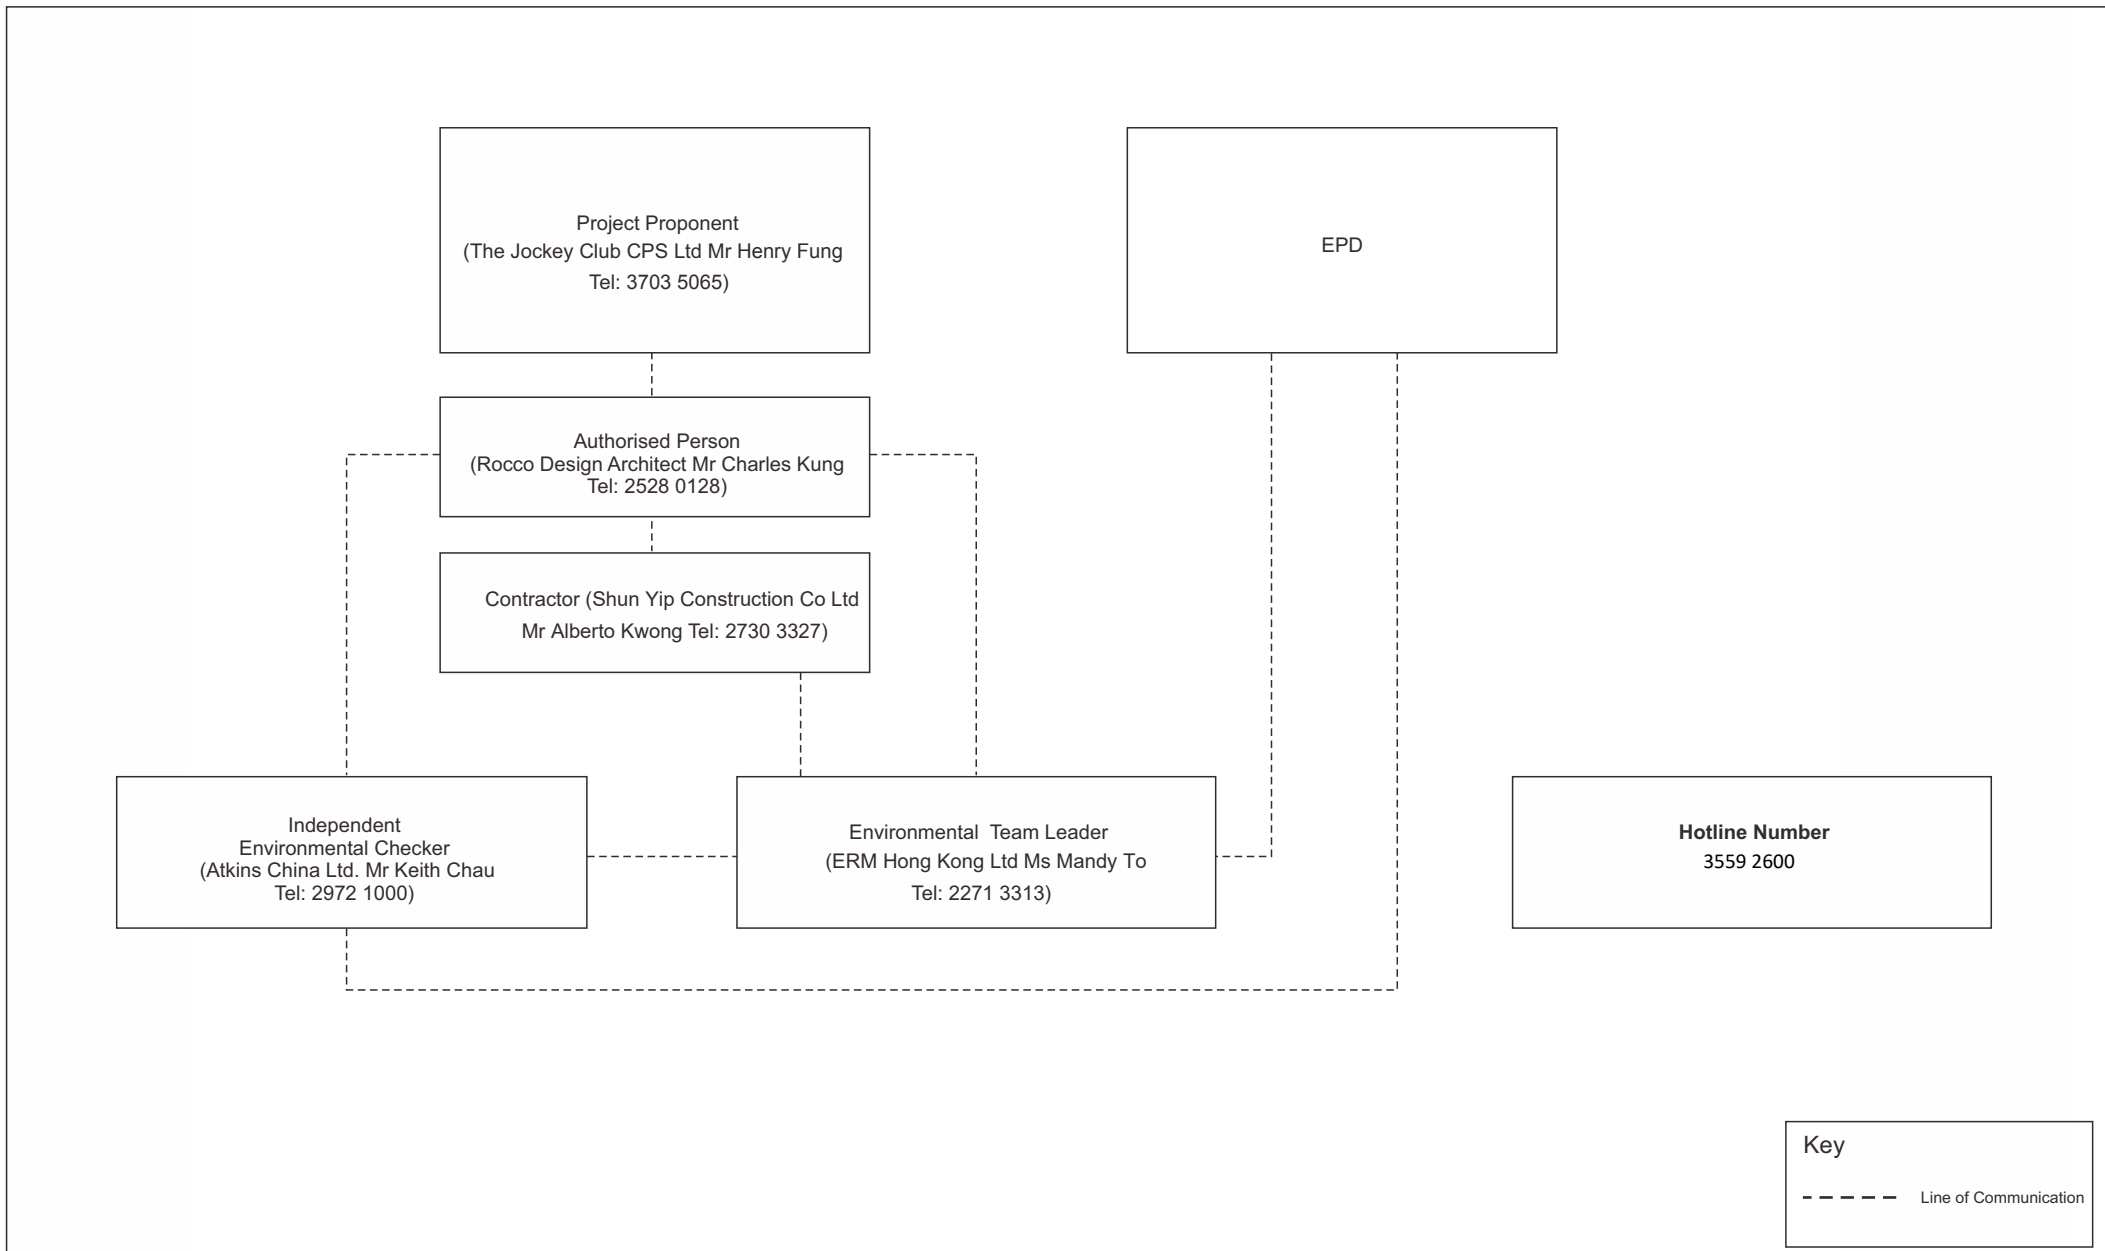 Project Proponent
(The Jockey Club CPS Ltd Mr Henry Fung
Tel: 3703 5065)
EPD
Authorised Person
(Rocco Design Architect Mr Charles Kung
Tel: 2528 0128)
Contractor (Shun Yip Construction Co Ltd
Mr Alberto Kwong Tel: 2730 3327)
Independent
Environmental Checker
(Atkins China Ltd. Mr Keith Chau
Tel: 2972 1000)
Environmental Team Leader
(ERM Hong Kong Ltd Ms Mandy To
Tel: 2271 3313)
Hotline Number
3559 2600
Key
Line of Communication